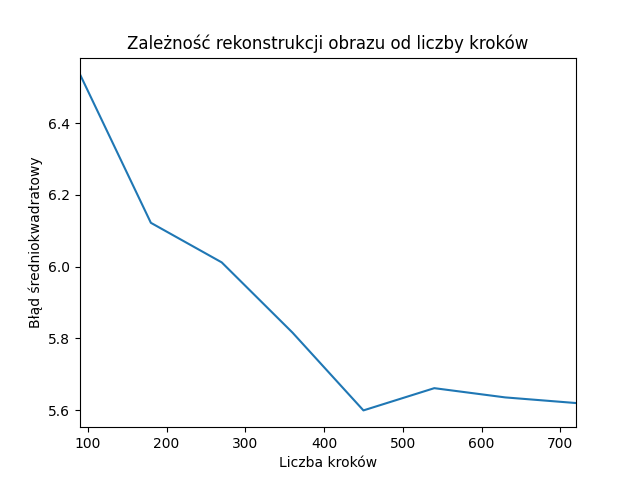 Zależność rekonstrukcji obrazu od liczby kroków
6.4
6.2
6.0
5.8
5.6
Błąd średniokwadratowy
100 200 300 400 500 600 700
Liczba kroków